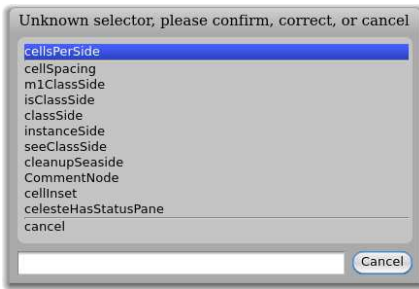 Unknown selector, please confirm, correct, or cancel
cellsPerSide
cellSpacing
m1ClassSide
isClassSide
classSide
instanceSide
seeClassSide
cleanupSeaside
CommentNode
cellInset
celesteHasStatusPane
cancel
Cancel